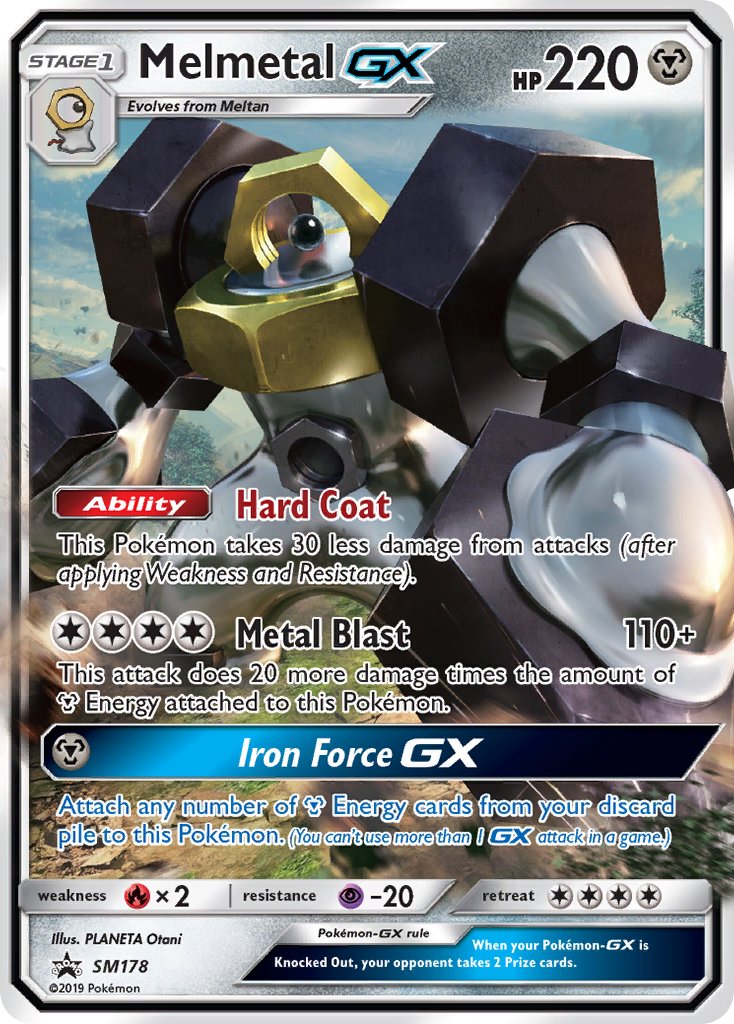 STAGE1 Melmetal GX HP220
Evolves from Meltan
Ability Hard Coat
This Pokémon takes 30 less damage from attacks (after
applying Weakness and Resistance).
Metal Blast 110+
This attack does 20 more damage times the amount of
Energy attached to this Pokémon.
Iron Force GX
Attach any number of Energy cards from your discard
pile to this Pokémon. (You can't use more than 1 GX attack in a game.)
weakness ×2 resistance -20 retreat
Illus. PLANETA Otani
SM178
©2019 Pokémon
Pokémon-GX rule
When your Pokémon-GX is
Knocked Out, your opponent takes 2 Prize cards.